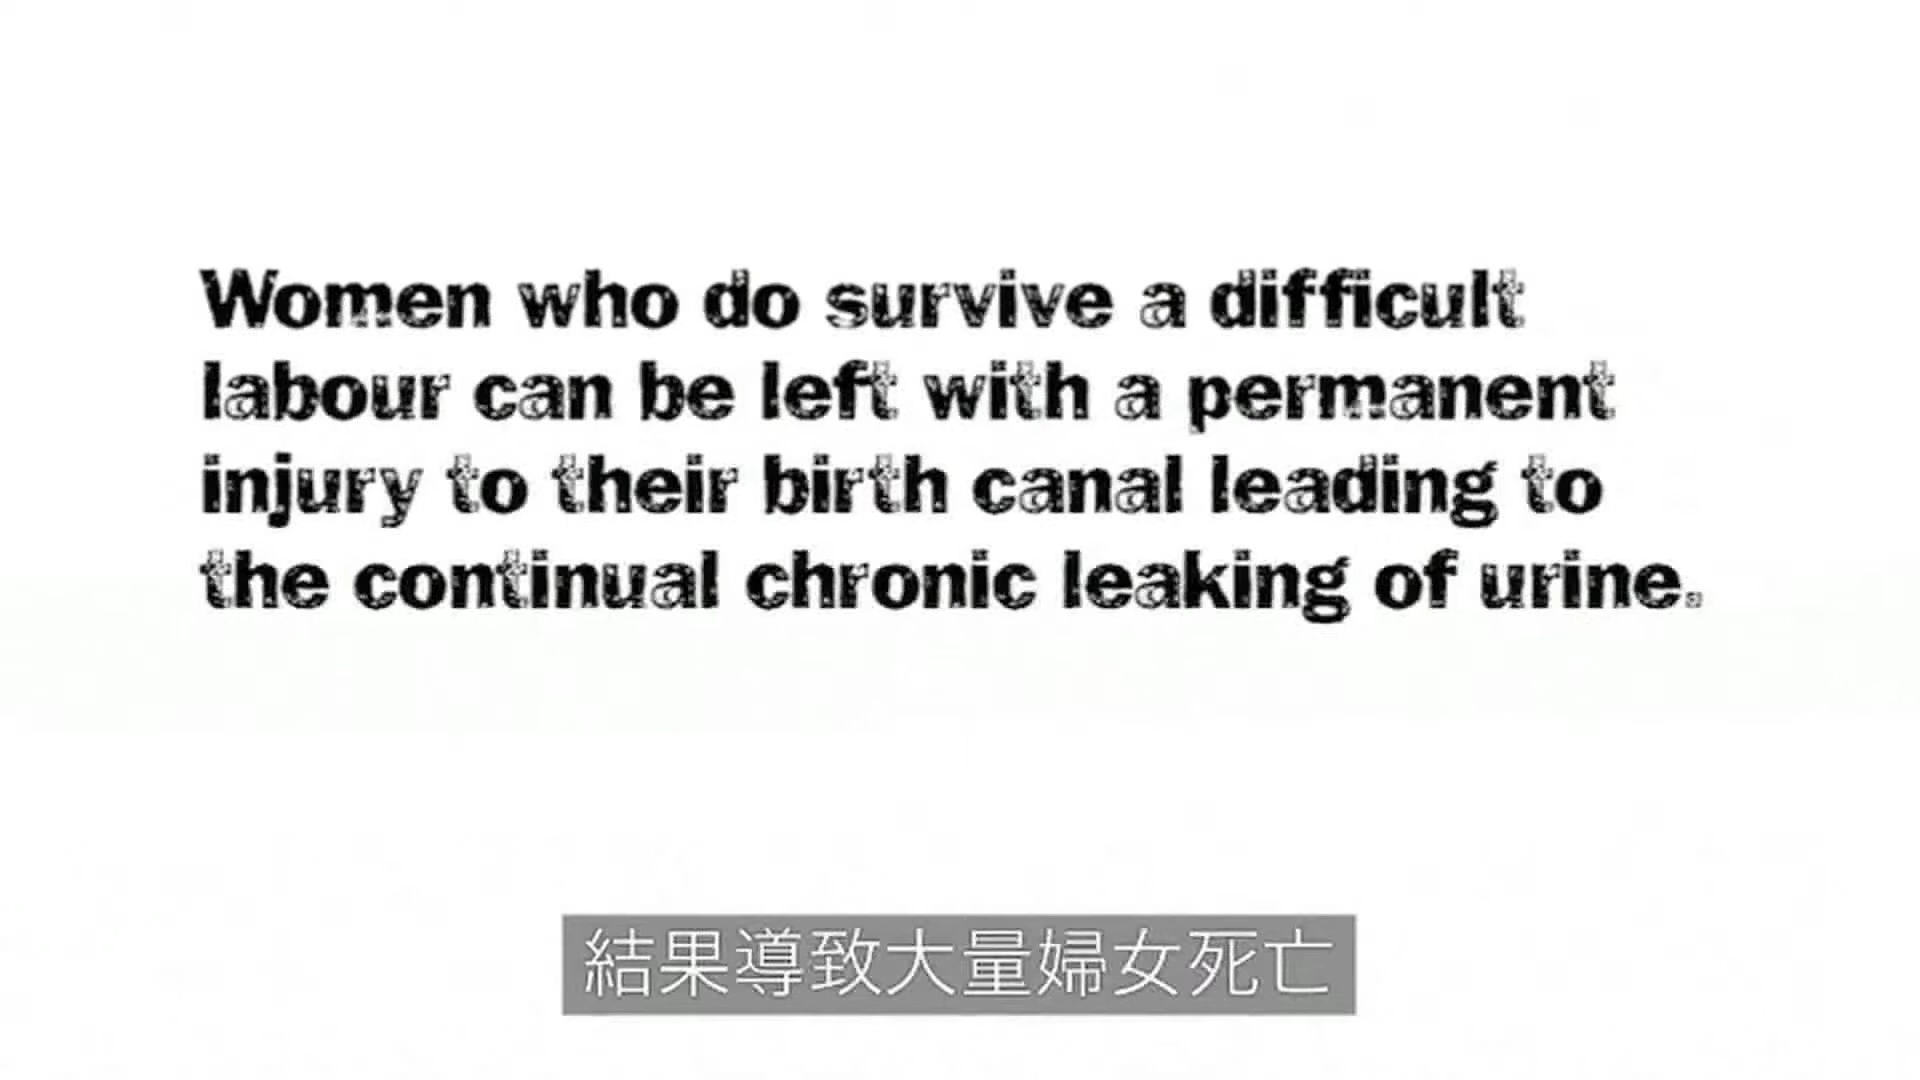 Women who do survive a difficult
labour can be left with a permanent
injury to their birth canal leading to
the continual chronic leaking of urine.
結果導致大量婦女死亡